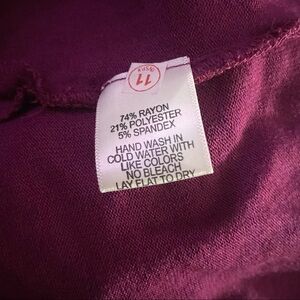 11
74% RAYON
21% POLYESTER
5% SPANDEX
HAND WASH IN
COLD WATER WITH
LIKE COLORS
NO BLEACH
LAY FLAT TO DRY